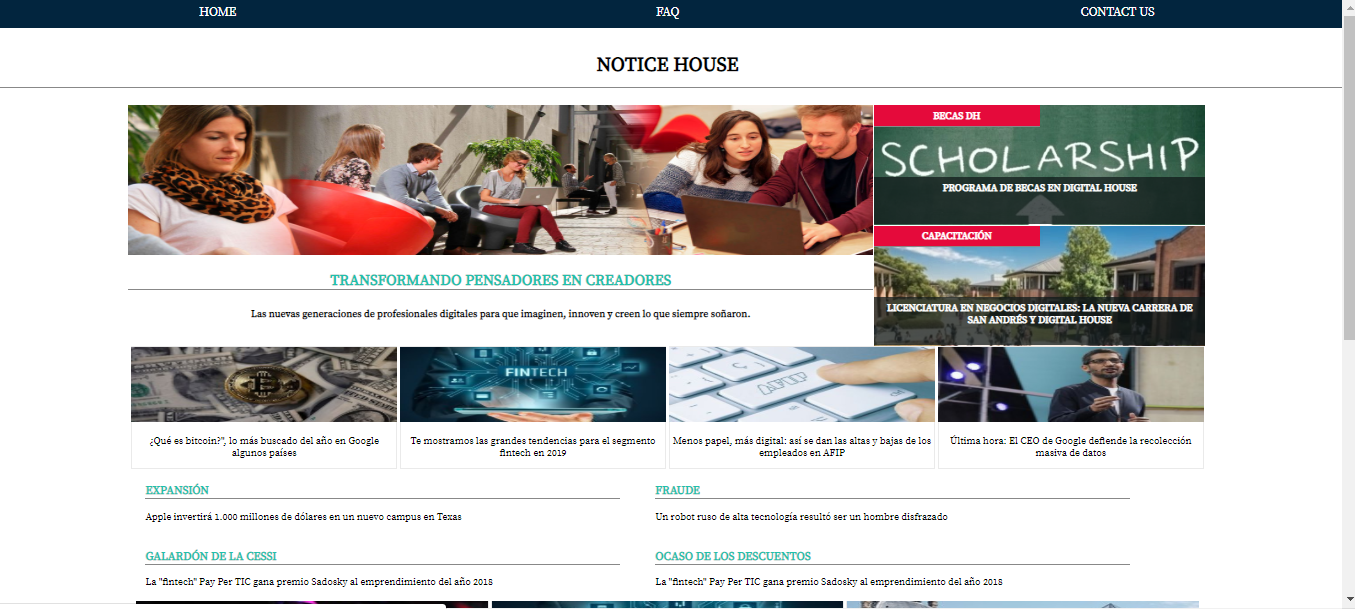 HOME
FAQ
CONTACT US
NOTICE HOUSE
BECAS DH
SCHOLARSHIP
PROGRAMA DE BECAS EN DIGITAL HOUSE
CAPACITACIÓN
LICENCIATURA EN NEGOCIOS DIGITALES: LA NUEVA CARRERA DE
SAN ANDRÉS Y DIGITAL HOUSE
TRANSFORMANDO PENSADORES EN CREADORES
Las nuevas generaciones de profesionales digitales para que imaginen, innoven y creen lo que siempre soñaron.
FINTECH
AFIP
¿Qué es bitcoin?", lo más buscado del año en Google
algunos países
Te mostramos las grandes tendencias para el segmento
fintech en 2019
Menos papel, más digital: así se dan las altas y bajas de los
empleados en AFIP
Última hora: El CEO de Google defiende la recolección
masiva de datos
EXPANSIÓN
Apple invertirá 1.000 millones de dólares en un nuevo campus en Texas
FRAUDE
Un robot ruso de alta tecnología resultó ser un hombre disfrazado
GALARDÓN DE LA CESSI
La "fintech" Pay Per TIC gana premio Sadosky al emprendimiento del año 2018
OCASO DE LOS DESCUENTOS
La "fintech" Pay Per TIC gana premio Sadosky al emprendimiento del año 2018